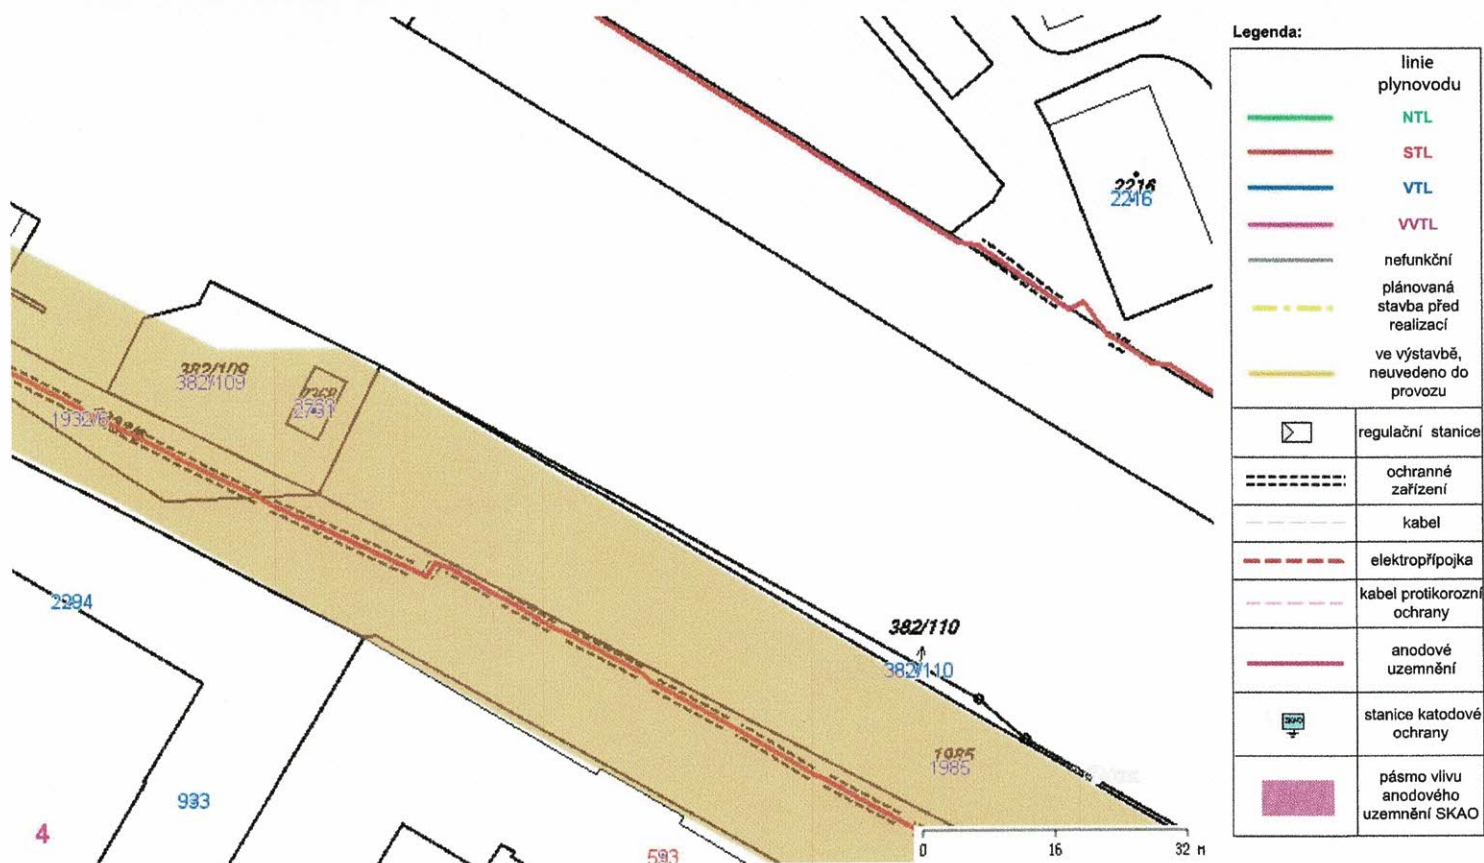 2216
2216
382/109
382/109
2791
1932/6
2294
382/110
382/110
1985
1985
933
4
593
0 16 32 M
Legenda:
linie
plynovodu
NTL
STL
VTL
VVTL
nefunkční
plánovaná
stavba před
realizací
ve výstavbě,
neuvedeno do
provozu
regulační stanice
ochranné
zařízení
kabel
elektropřípojka
kabel protikorozní
ochrany
anodové
uzemnění
SKAO
stanice katodové
ochrany
pásmo vlivu
anodového
uzemnění SKAO